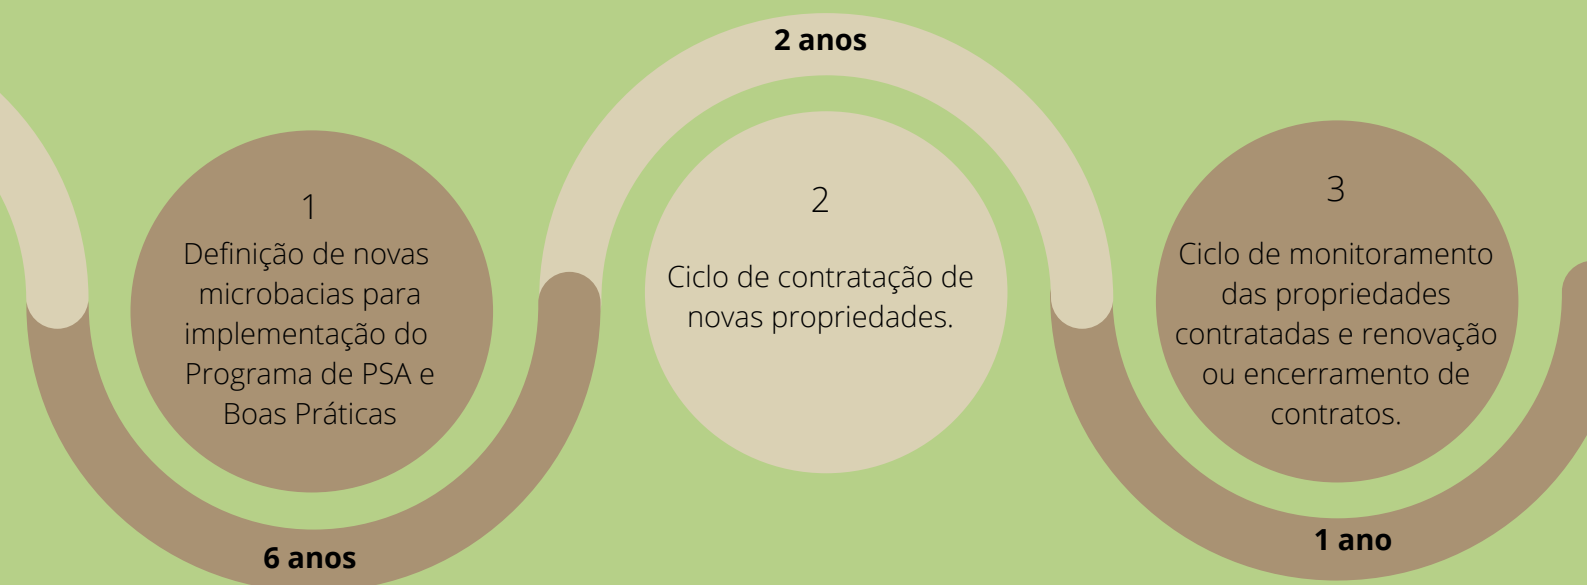 1
Definição de novas
microbacias para
implementação do
Programa de PSA e
Boas Práticas
6 anos
2 anos
2
Ciclo de contratação de
novas propriedades.
3
Ciclo de monitoramento
das propriedades
contratadas e renovação
ou encerramento de
contratos.
1 ano